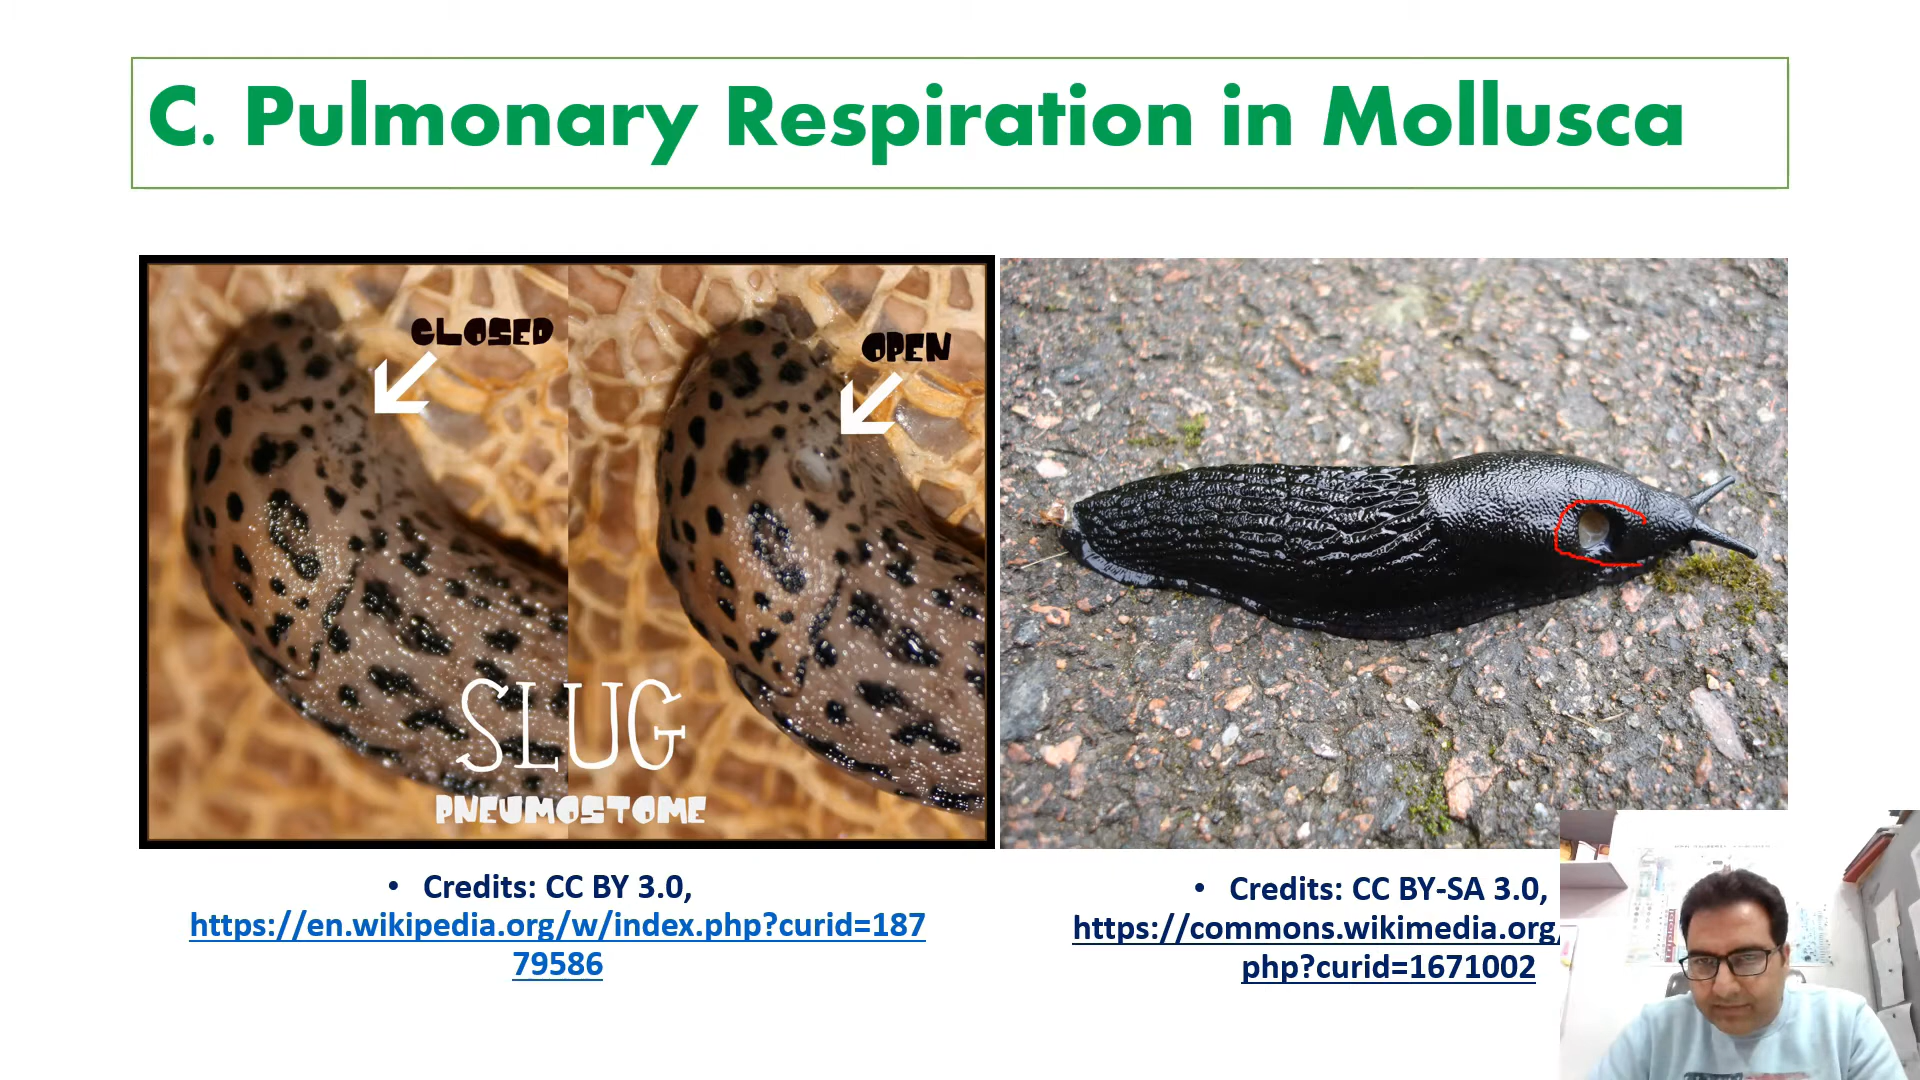 C. Pulmonary Respiration in Mollusca
CLOSED
OPEN
SLUG
PNEUMOSTOME
• Credits: CC BY 3.0,
https://en.wikipedia.org/w/index.php?curid=187
79586
• Credits: CC BY-SA 3.0,
https://commons.wikimedia.org/
php?curid=1671002